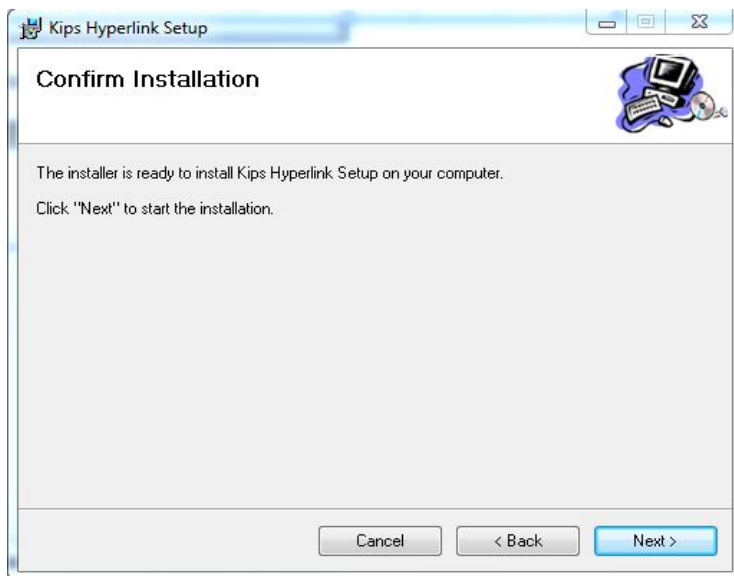 Kips Hyperlink Setup
Confirm Installation
The installer is ready to install Kips Hyperlink Setup on your computer.
Click "Next" to start the installation.
Cancel
< Back
Next >